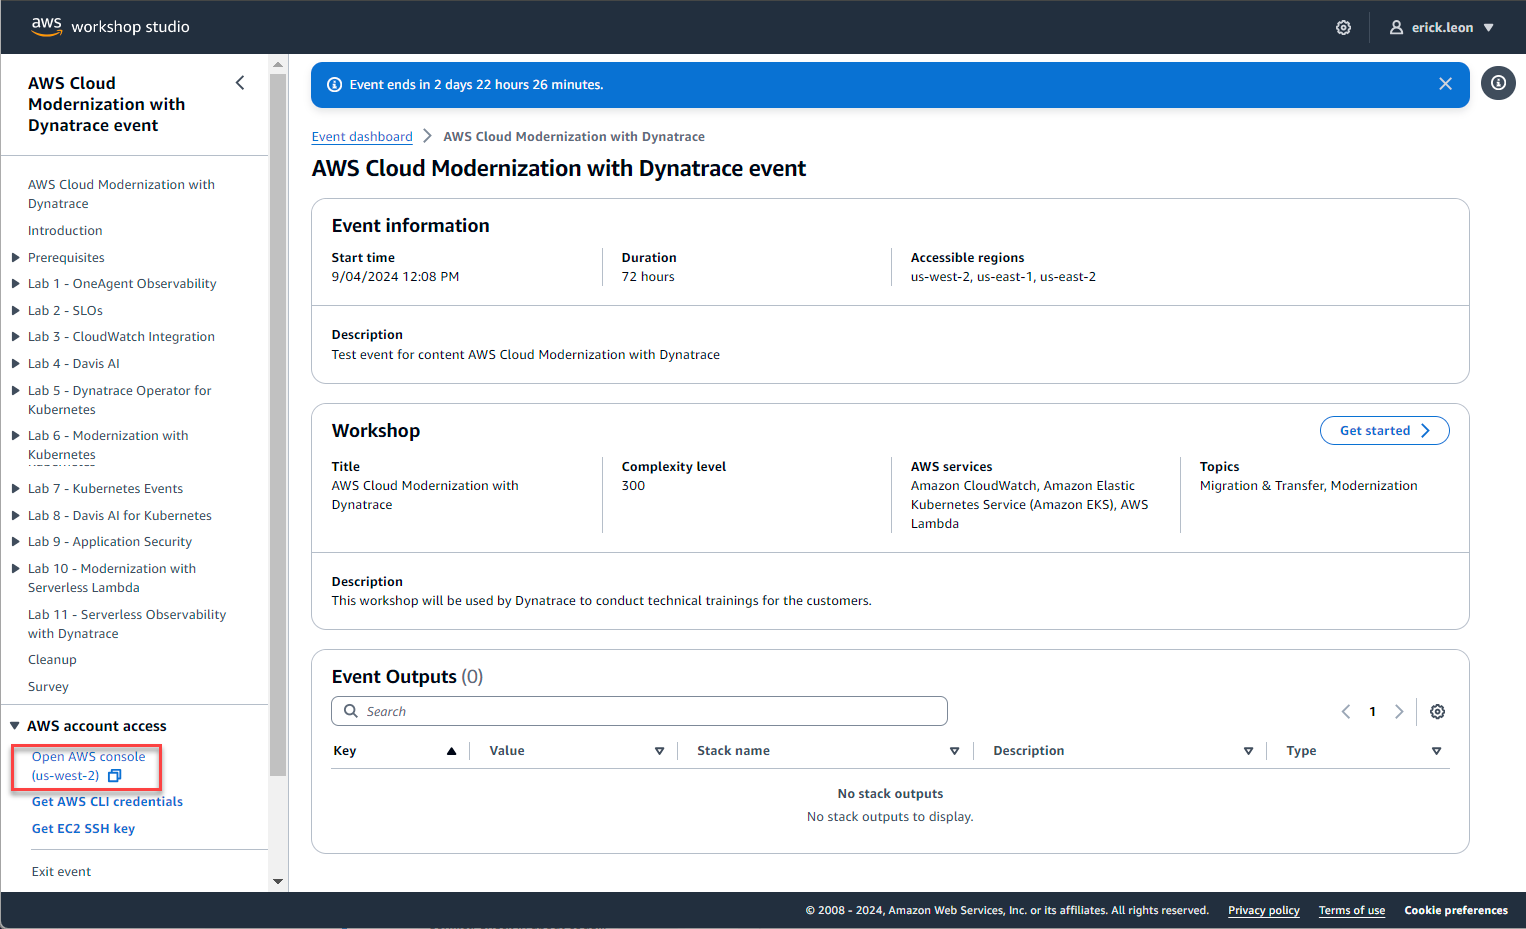 aws workshop studio
erick.leon
AWS Cloud
Modernization with
Dynatrace event
AWS Cloud Modernization with
Dynatrace
Introduction
Prerequisites
Lab 1 - OneAgent Observability
Lab 2 - SLOs
Lab 3 - CloudWatch Integration
Lab 4 - Davis AI
Lab 5 - Dynatrace Operator for
Kubernetes
Lab 6 - Modernization with
Kubernetes
Lab 7 - Kubernetes Events
Lab 8 - Davis AI for Kubernetes
Lab 9 - Application Security
Lab 10 - Modernization with
Serverless Lambda
Lab 11 - Serverless Observability
with Dynatrace
Cleanup
Survey
AWS account access
Open AWS console
(us-west-2)
Get AWS CLI credentials
Get EC2 SSH key
Exit event
Event ends in 2 days 22 hours 26 minutes.
Event dashboard > AWS Cloud Modernization with Dynatrace
AWS Cloud Modernization with Dynatrace event
Event information
Start time
9/04/2024 12:08 PM
Duration
72 hours
Accessible regions
us-west-2, us-east-1, us-east-2
Description
Test event for content AWS Cloud Modernization with Dynatrace
Workshop
Get started
Title
AWS Cloud Modernization with
Dynatrace
Complexity level
300
AWS services
Amazon CloudWatch, Amazon Elastic
Kubernetes Service (Amazon EKS), AWS
Lambda
Topics
Migration & Transfer, Modernization
Description
This workshop will be used by Dynatrace to conduct technical trainings for the customers.
Event Outputs (0)
Search
1
Key Value Stack name Description Type
No stack outputs
No stack outputs to display.
© 2008 - 2024, Amazon Web Services, Inc. or its affiliates. All rights reserved. Privacy policy Terms of use Cookie preferences